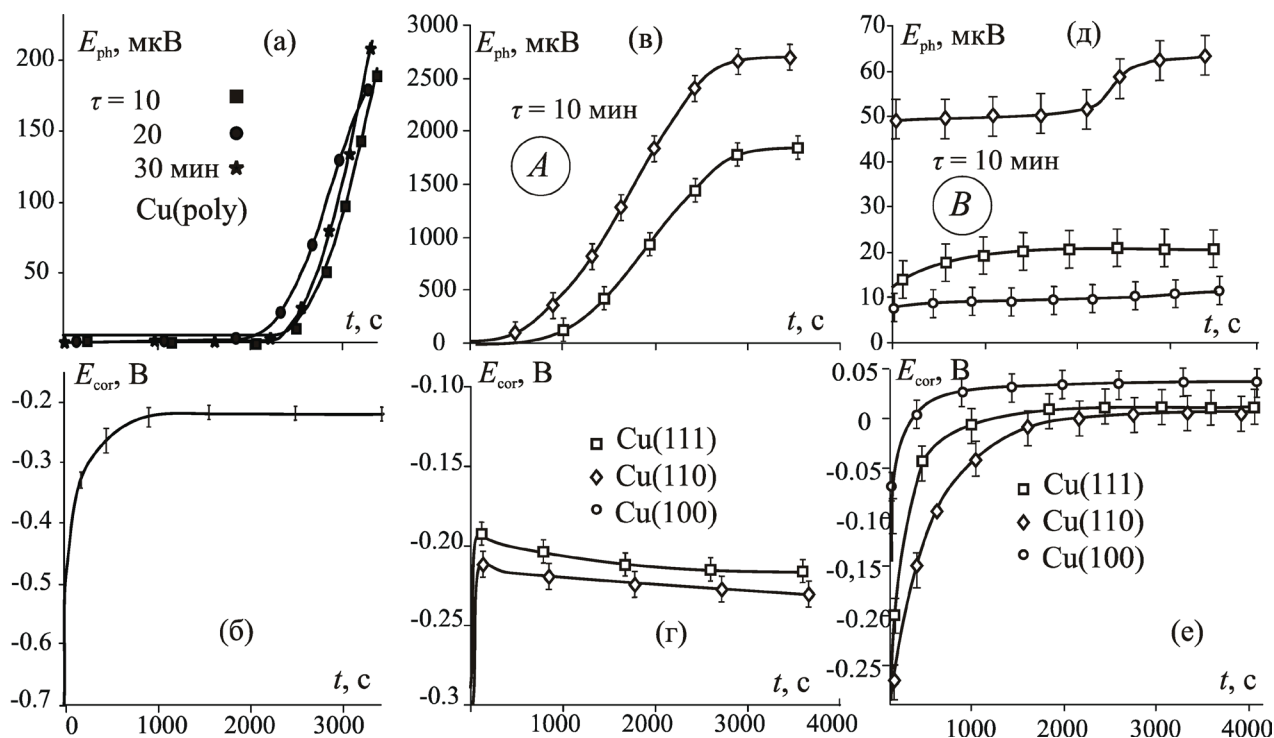 E_ph, мкВ
(а)
200
150
100
50
τ = 10
20
30 мин
Cu(poly)
t, с
E_ph, мкВ
(в)
3000
2500
2000
1500
1000
500
0
τ = 10 мин
A
t, с
E_ph, мкВ
(д)
70
60
50
40
30
20
10
0
τ = 10 мин
B
t, с
E_cor, В
-0.2
-0.3
-0.4
-0.5
-0.6
-0.7
(б)
t, с
0
1000
2000
3000
E_cor, В
-0.10
-0.15
-0.20
-0.25
-0.3
Cu(111)
Cu(110)
Cu(100)
(г)
t, с
1000
2000
3000
4000
E_cor, В
0.05
0
-0.05
-0.10
-0,15
-0.20
-0.25
Cu(111)
Cu(110)
Cu(100)
(е)
t, с
1000
2000
3000
4000